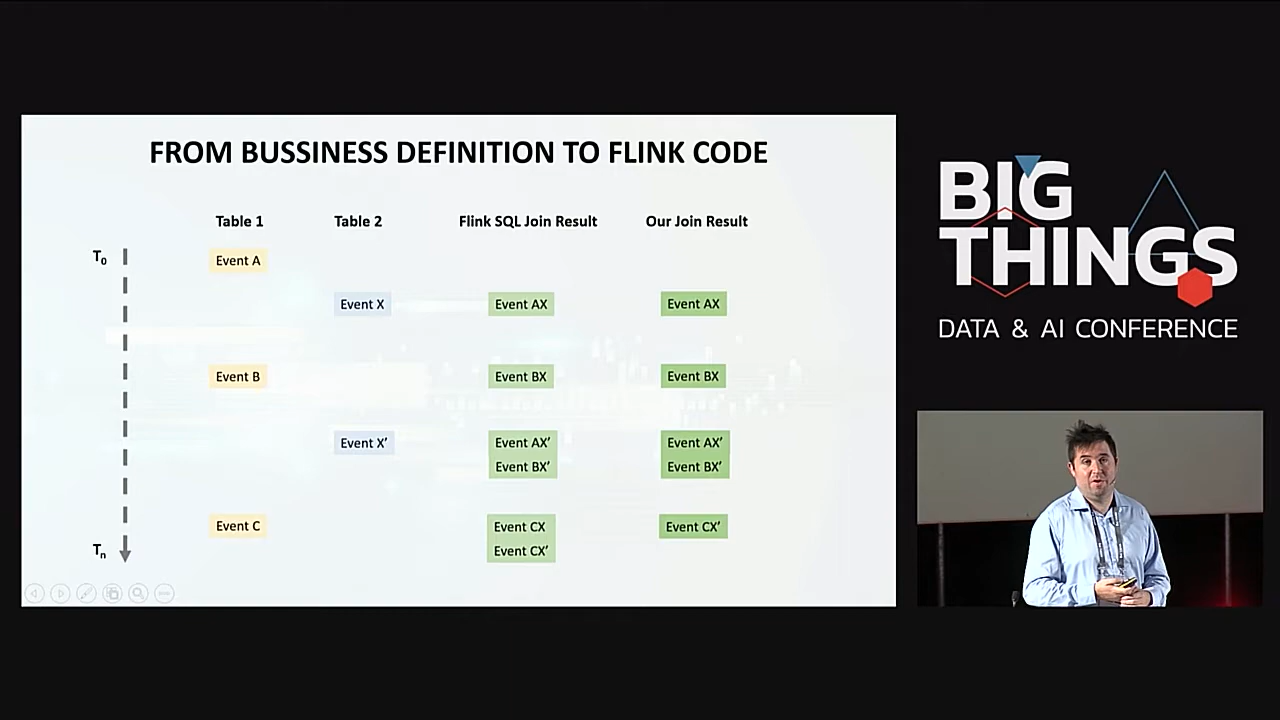 FROM BUSSINESS DEFINITION TO FLINK CODE
Table 1 Table 2 Flink SQL Join Result Our Join Result
T₀ Event A
Event X Event AX Event AX
Event B Event BX Event BX
Event X’ Event AX’ Event AX’
Event BX’ Event BX’
Event C Event CX Event CX’
Tₙ Event CX’
BIG
THINGS
DATA & AI CONFERENCE